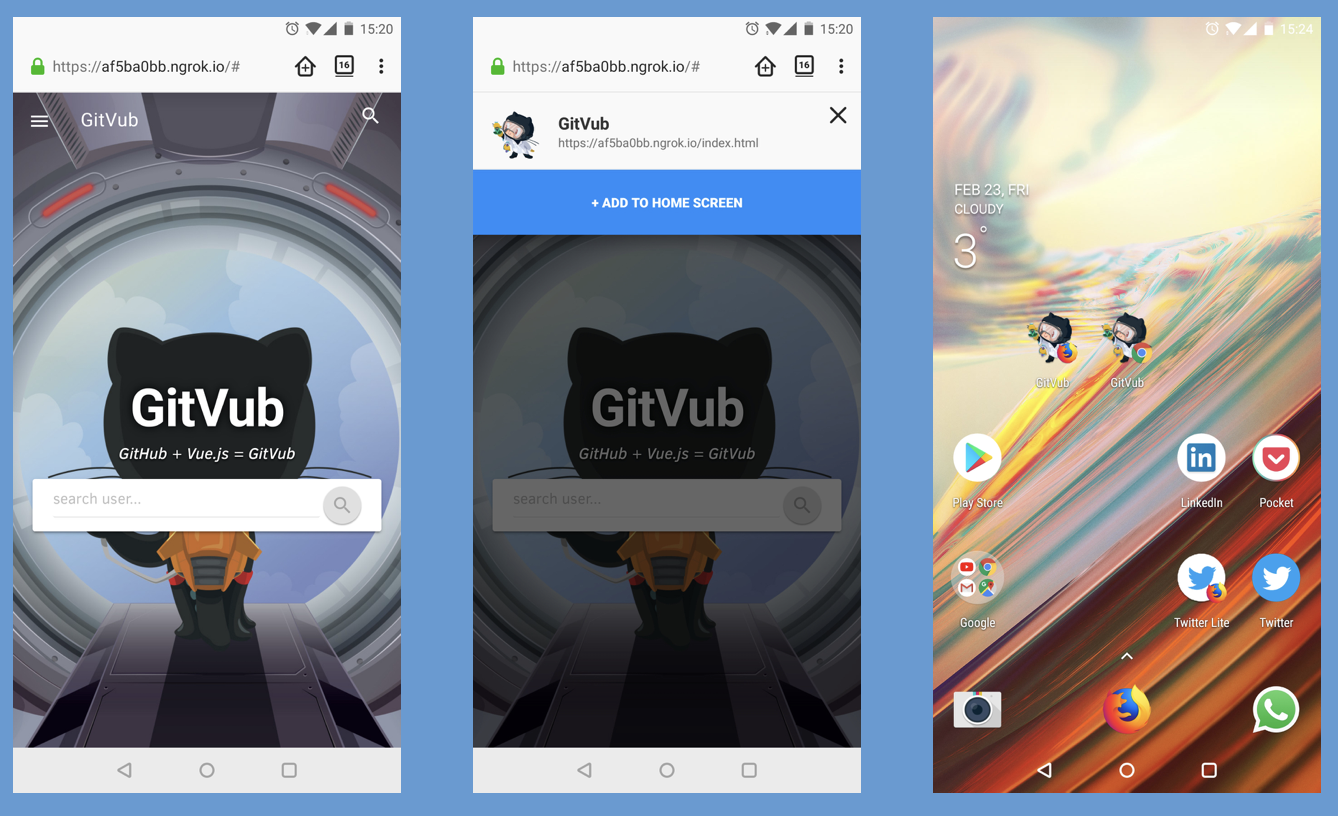 15:20
https://af5ba0bb.ngrok.io/#
16
GitVub
GitVub
GitHub + Vue.js = GitVub
search user...
15:20
https://af5ba0bb.ngrok.io/#
16
GitVub
https://af5ba0bb.ngrok.io/index.html
+ ADD TO HOME SCREEN
GitVub
GitHub + Vue.js = GitVub
search user...
15:24
FEB 23, FRI
CLOUDY
3°
GitVub
GitVub
in
Play Store
LinkedIn
Pocket
Google
Twitter Lite
Twitter